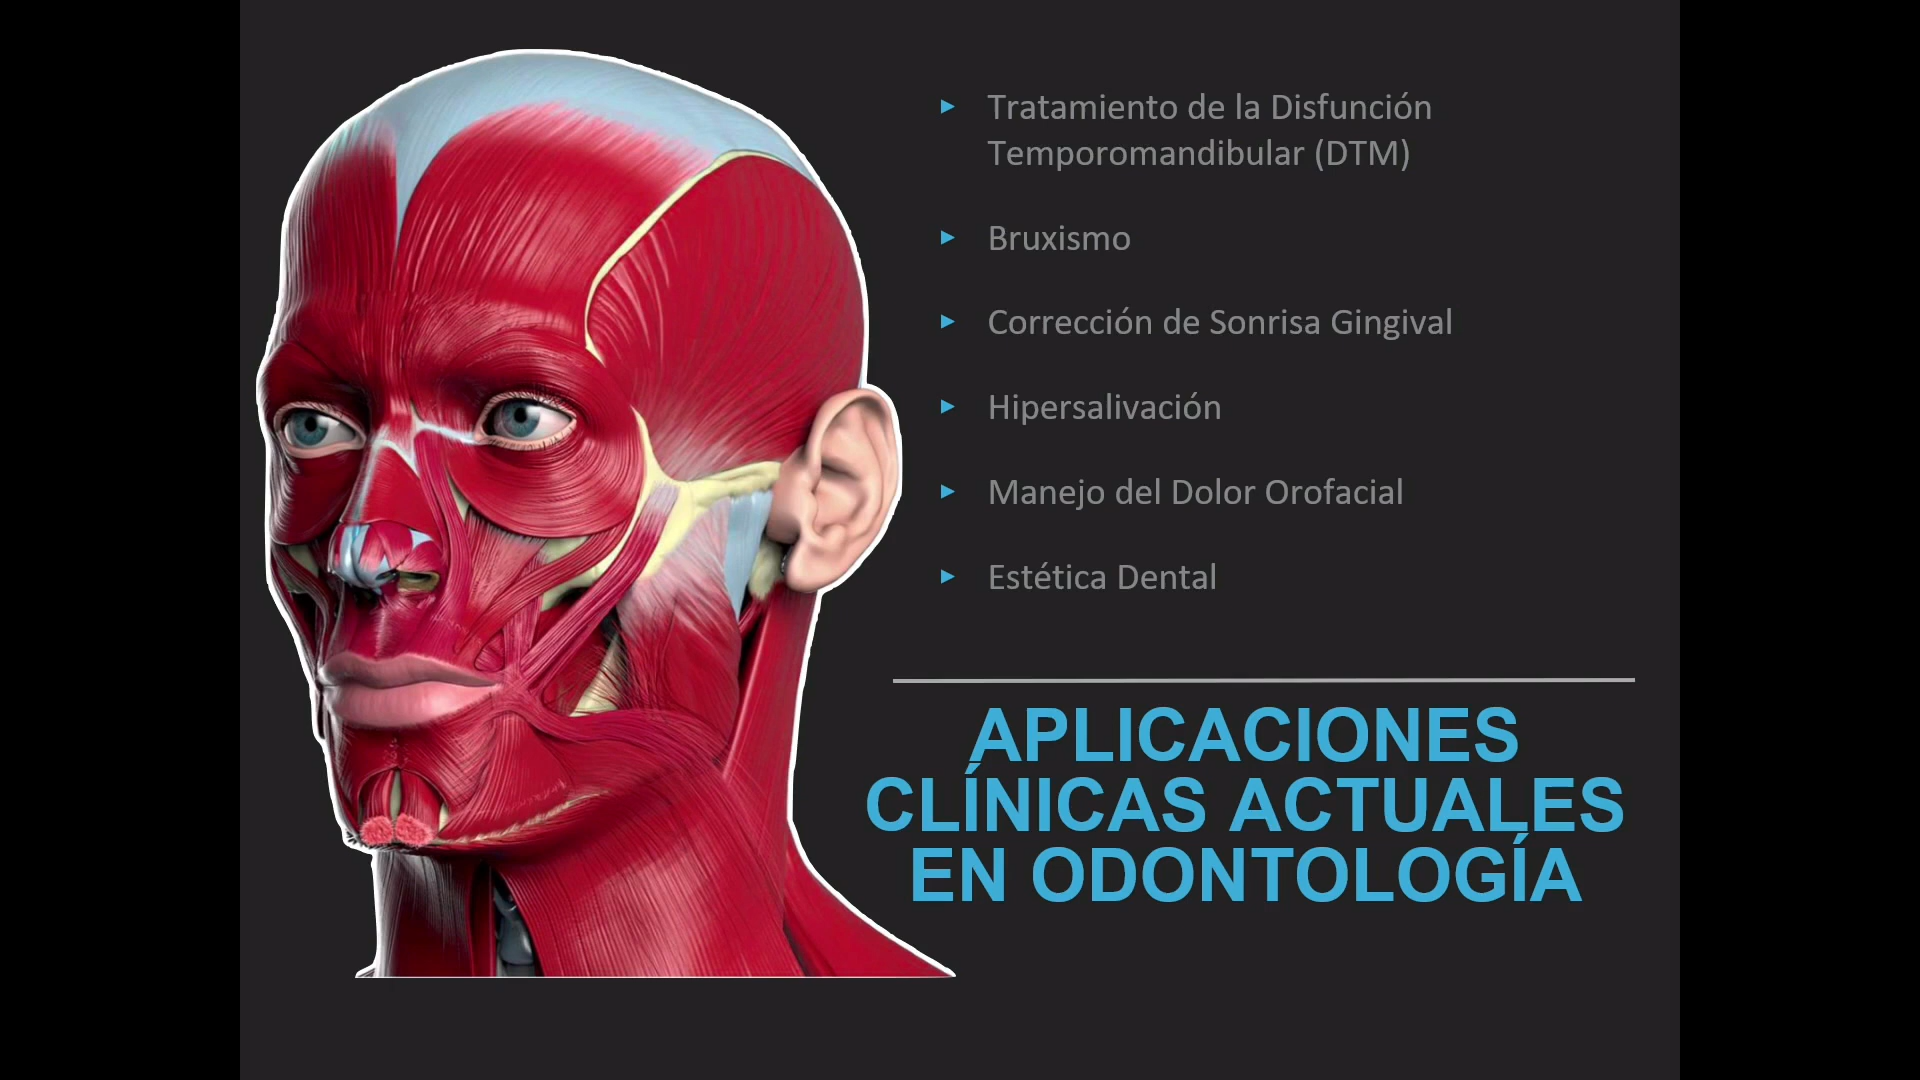 Tratamiento de la Disfunción
Temporomandibular (DTM)
Bruxismo
Corrección de Sonrisa Gingival
Hipersalivación
Manejo del Dolor Orofacial
Estética Dental
APLICACIONES
CLÍNICAS ACTUALES
EN ODONTOLOGÍA